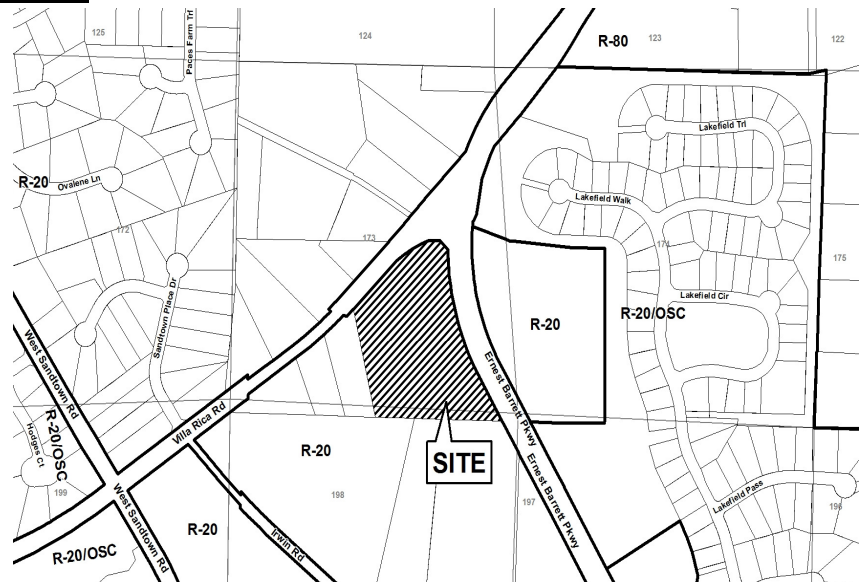 125
Paces Farm Trl
124
R-80
123
122
Lakefield Trl
R-20
Ovalene Ln
172
173
Lakefield Walk
174
175
Sandtown Place Dr
Lakefield Cir
R-20
R-20/OSC
West Sandtown Rd
Ernest Barrett Pkwy
Villa Rica Rd
R-20/OSC
Hodges Ct
R-20
SITE
199
198
197
Ernest Barrett Pkwy
Lakefield Pass
196
West Sandtown Rd
R-20
Irwin Rd
R-20/OSC